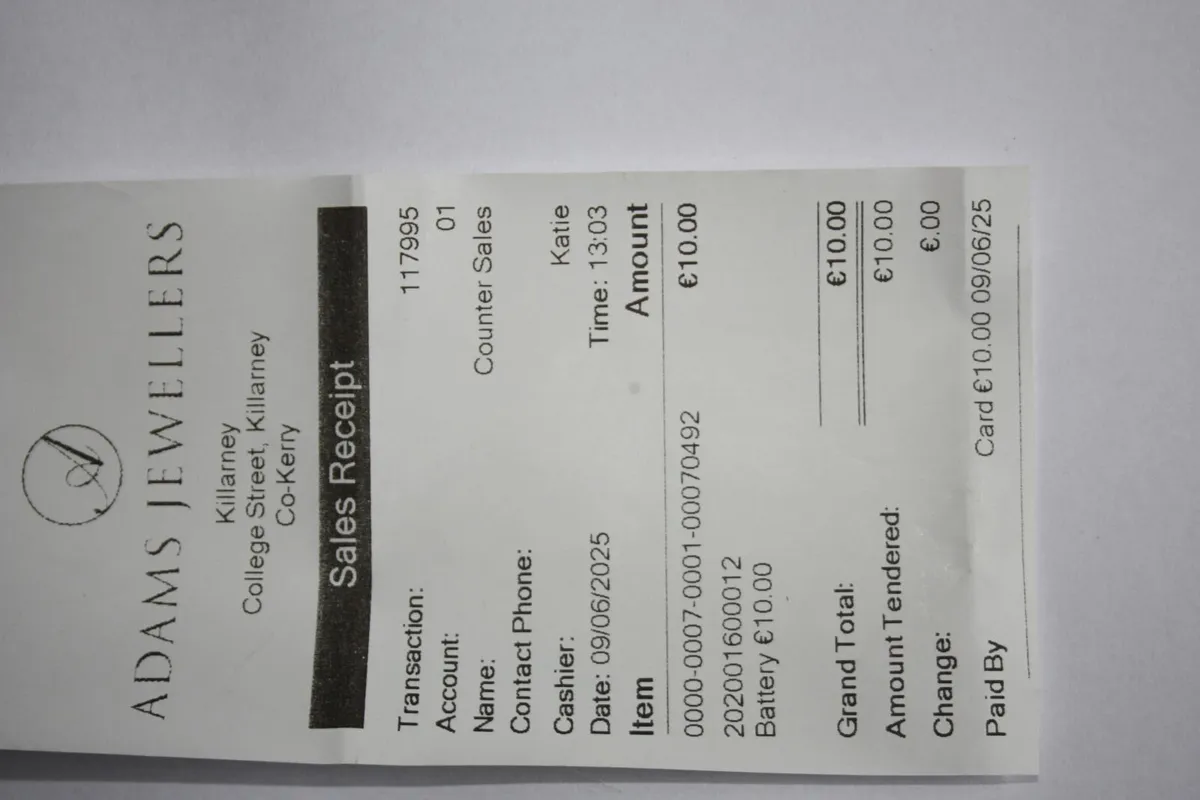 A
ADAMS JEWELLERS
Killarney
College Street, Killarney
Co-Kerry
Sales Receipt
Transaction: 117995
Account: 01
Name: Counter Sales
Contact Phone:
Cashier: Katie
Date: 09/06/2025 Time: 13:03
Item Amount
0000-0007-0001-00070492 €10.00
202001600012
Battery €10.00
Grand Total: €10.00
Amount Tendered: €10.00
Change: €.00
Paid By Card €10.00 09/06/25